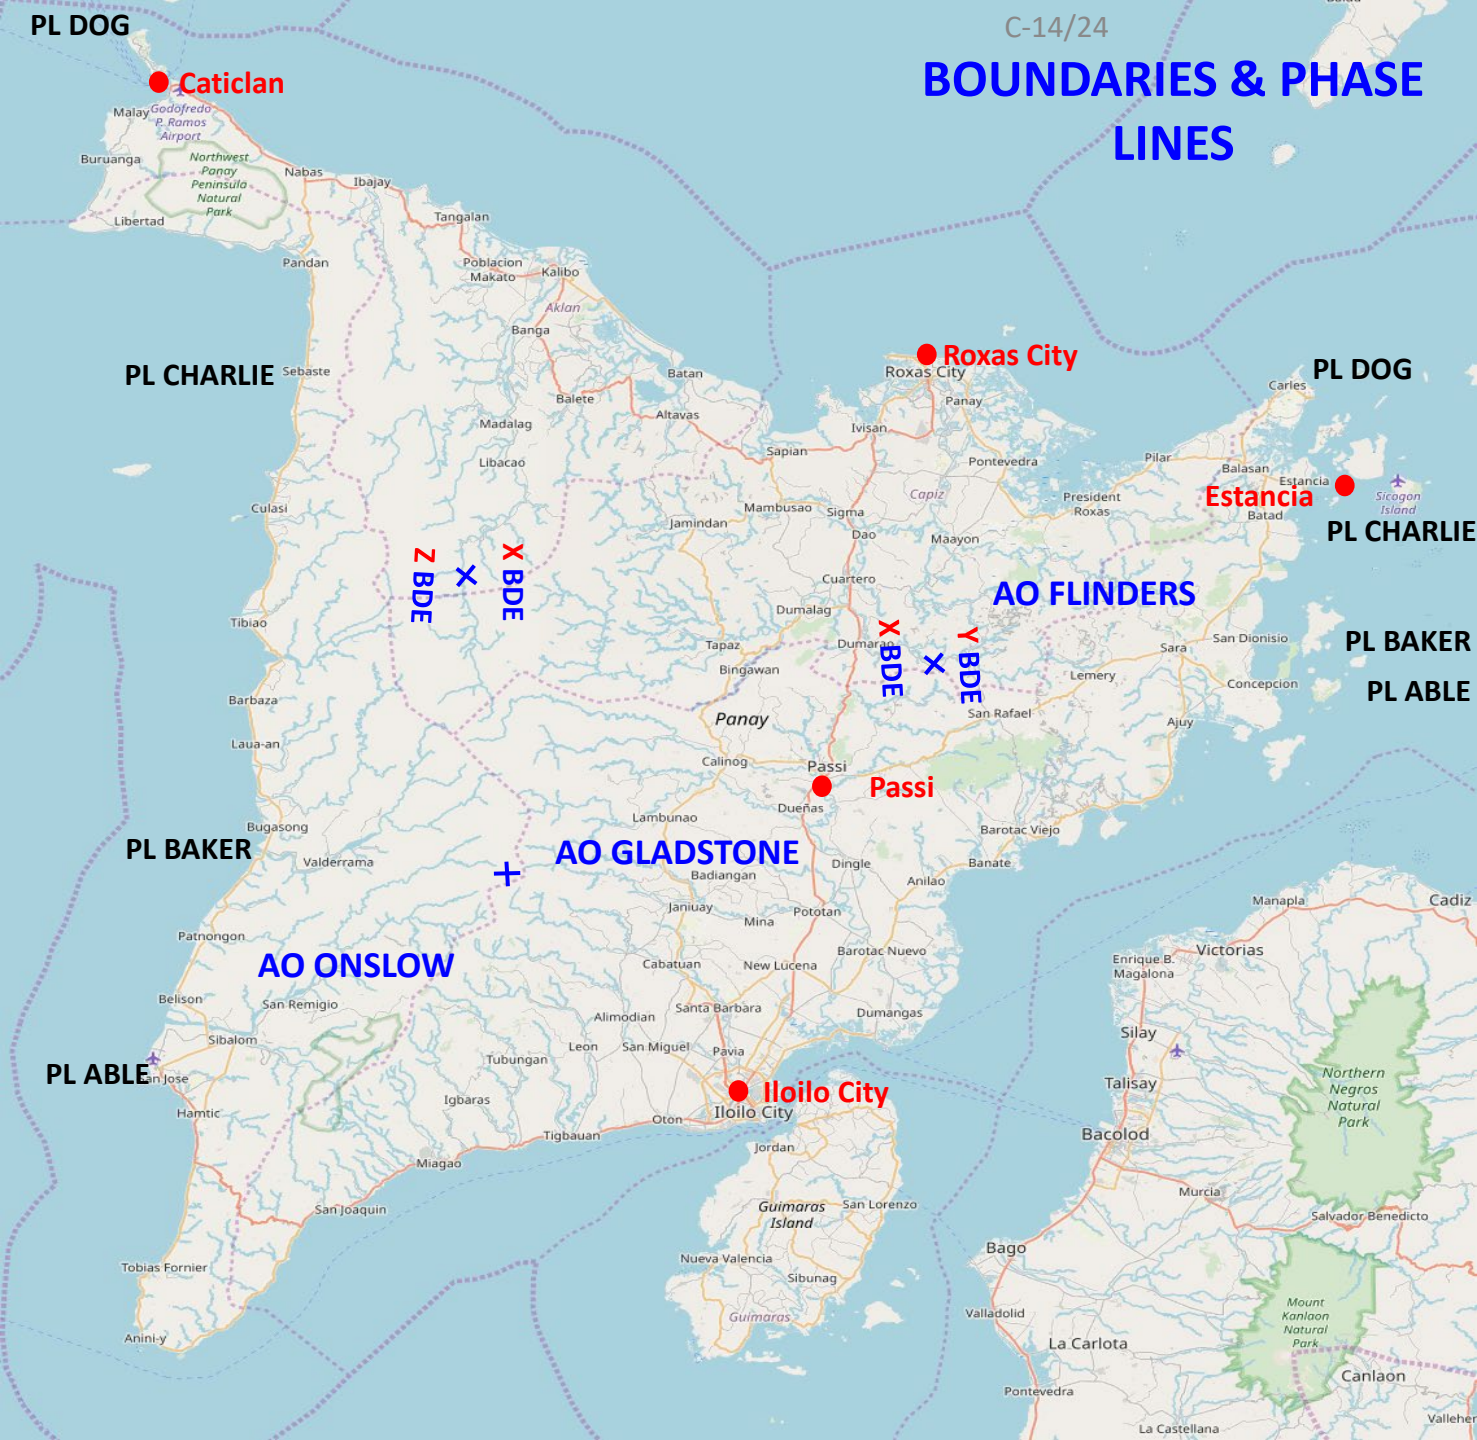 PL DOG
C-14/24
BOUNDARIES & PHASE
LINES
Caticlan
Malay
Godofredo
P. Ramos
Airport
Buruanga
Northwest
Panay
Peninsula
Natural
Park
Nabas
Ibajay
Libertad
Tangalan
Pandan
Poblacion
Makato
Kalibo
Aklan
Banga
PL CHARLIE
Sebaste
Batan
Roxas City
Roxas City
PL DOG
Carles
Balete
Panay
Altavas
Madalag
Ivisan
Sapian
Libacao
Pontevedra
Pilar
Balasan
Estancia
Estancia
Sicogon
Island
Capiz
President
Roxas
Batad
Culasi
Mambusao
Sigma
Jamindan
Dao
Maayon
PL CHARLIE
Z BDE
X BDE
Cuartero
AO FLINDERS
Dumalag
Tibiao
X BDE
Y BDE
Dumarao
Tapaz
Bingawan
Sara
San Dionisio
PL BAKER
Lemery
Concepcion
PL ABLE
Barbaza
Panay
San Rafael
Ajuy
Laua-an
Calinog
Passi
Passi
Dueñas
Lambunao
Bugasong
Barotac Viejo
PL BAKER
Valderrama
AO GLADSTONE
Badiangan
Dingle
Banate
Anilao
Janiuay
Mina
Pototan
Manapla
Cadiz
Patnongon
AO ONSLOW
Cabatuan
New Lucena
Barotac Nuevo
Enrique B.
Magalona
Victorias
Belison
San Remigio
Santa Barbara
Dumangas
Alimodian
Sibalom
Leon
San Miguel
Pavia
Silay
Tubungan
PL ABLE
San Jose
Talisay
Northern
Negros
Natural
Park
Hamtic
Igbaras
Iloilo City
Iloilo City
Oton
Tigbauan
Bacolod
Miagao
Jordan
Murcia
San Joaquin
Guimaras
Island
San Lorenzo
Salvador Benedicto
Bago
Nueva Valencia
Tobias Fornier
Sibunag
Guimaras
Valladolid
Mount
Kanlaon
Natural
Park
Anini-y
La Carlota
Canlaon
Pontevedra
La Castellana
Valleher